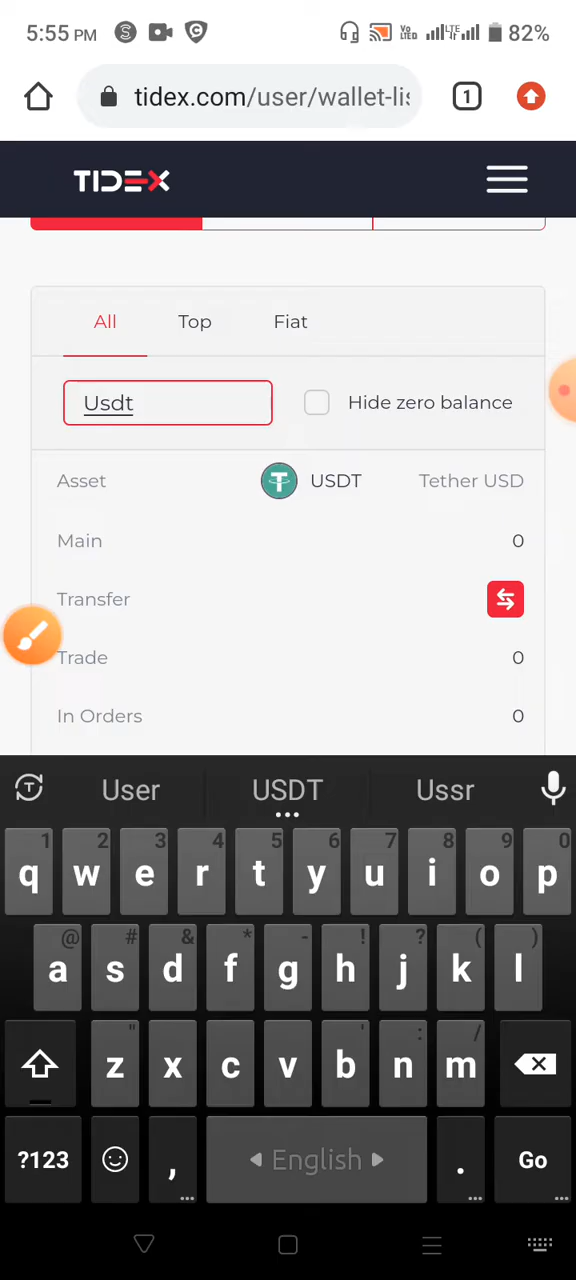 5:55 PM 82%
tidex.com/user/wallet-lis 1
TIDEX
All Top Fiat
Usdt Hide zero balance
Asset USDT Tether USD
Main 0
Transfer
Trade 0
In Orders 0
User USDT Ussr
1 2 3 4 5 6 7 8 9 0
q w e r t y u i o p
@ # & * - ! ? ( )
a s d f g h j k l
" ' : /
z x c v b n m
?123 , English . Go